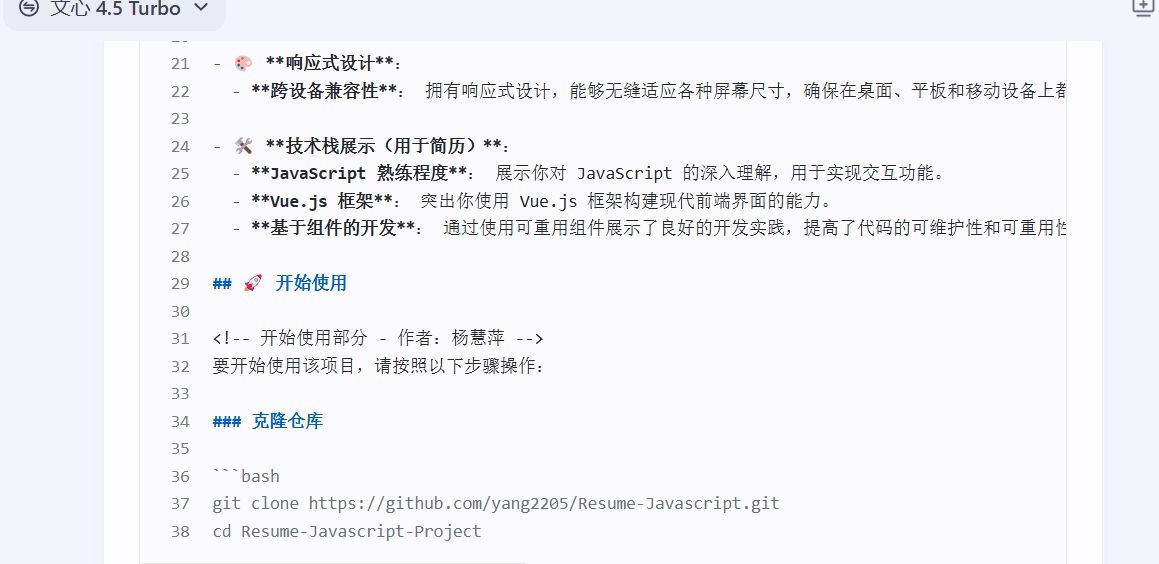 文心 4.5 Turbo
21 - 🎨 **响应式设计**:
22 - **跨设备兼容性**: 拥有响应式设计，能够无缝适应各种屏幕尺寸，确保在桌面、平板和移动设备上都
23
24 - 🛠️ **技术栈展示（用于简历）**:
25 - **JavaScript 熟练程度**: 展示你对 JavaScript 的深入理解，用于实现交互功能。
26 - **Vue.js 框架**: 突出你使用 Vue.js 框架构建现代前端界面的能力。
27 - **基于组件的开发**: 通过使用可重用组件展示了良好的开发实践，提高了代码的可维护性和可重用性
28
29 ## 🚀 开始使用
30
31 <!-- 开始使用部分 - 作者: 杨慧萍 -->
32 要开始使用该项目，请按照以下步骤操作:
33
34 ### 克隆仓库
35
36 ```bash
37 git clone https://github.com/yang2205/Resume-Javascript.git
38 cd Resume-Javascript-Project